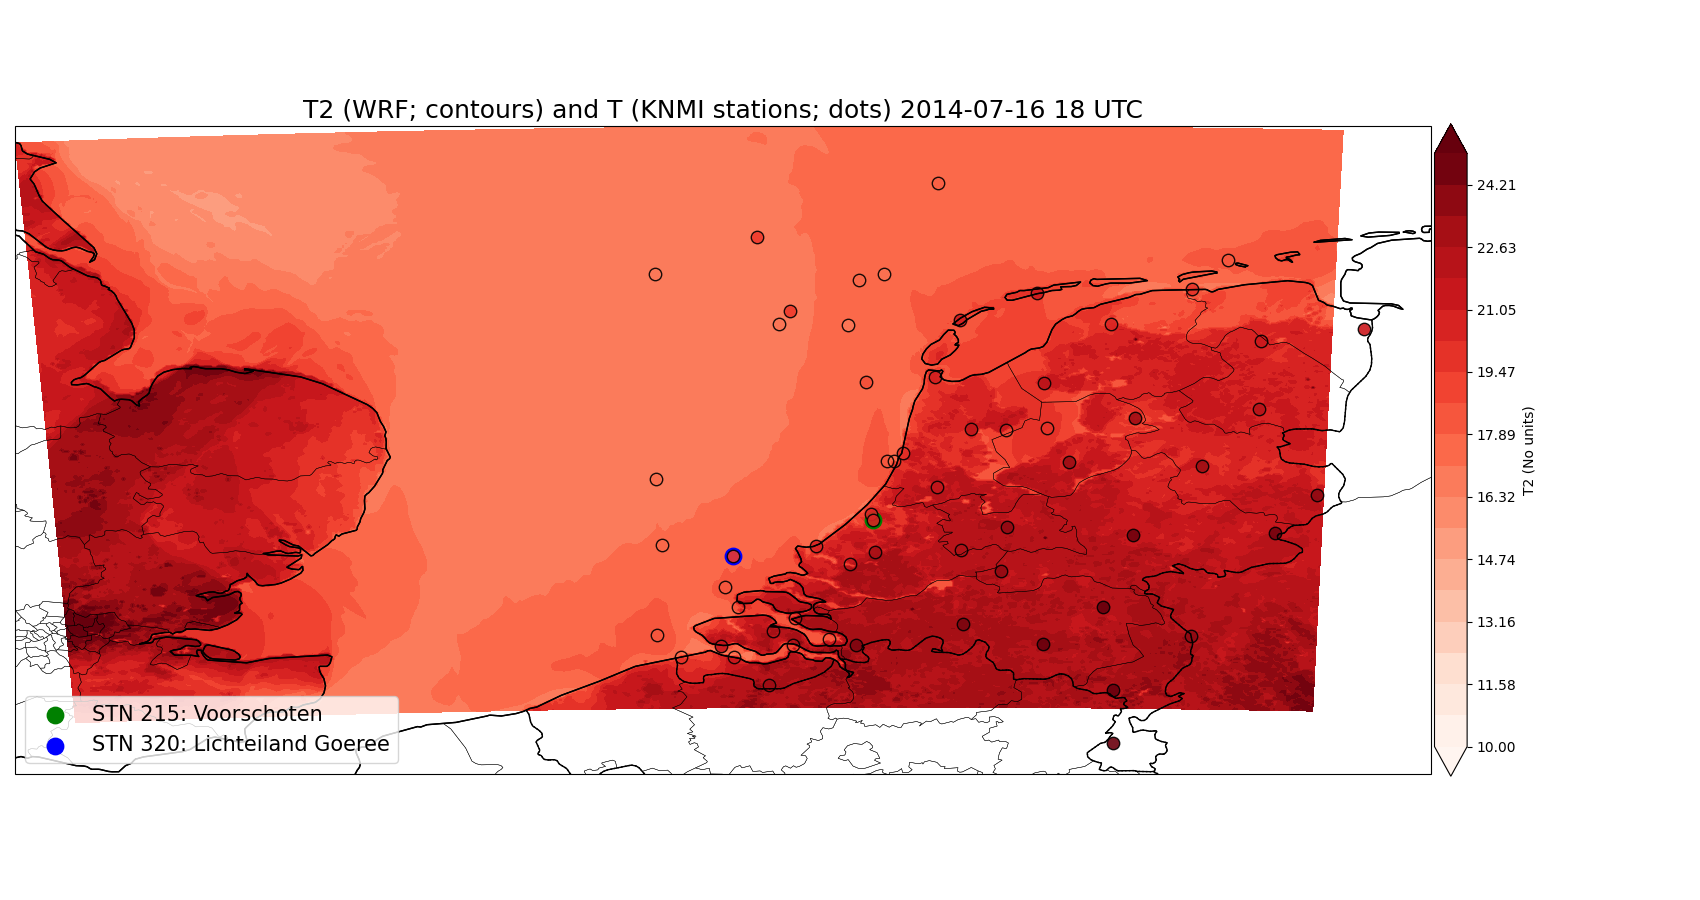 T2 (WRF; contours) and T (KNMI stations; dots) 2014-07-16 18 UTC
24.21
22.63
21.05
19.47
17.89
16.32
14.74
13.16
11.58
10.00
T2 (No units)
STN 215: Voorschoten
STN 320: Lichteiland Goeree